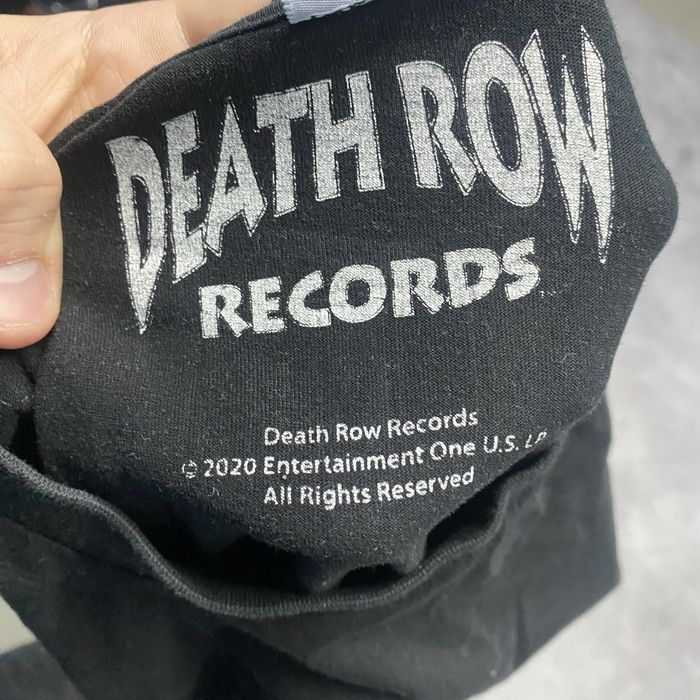 DEATH ROW
RECORDS
Death Row Records
© 2020 Entertainment One U.S. LP
All Rights Reserved